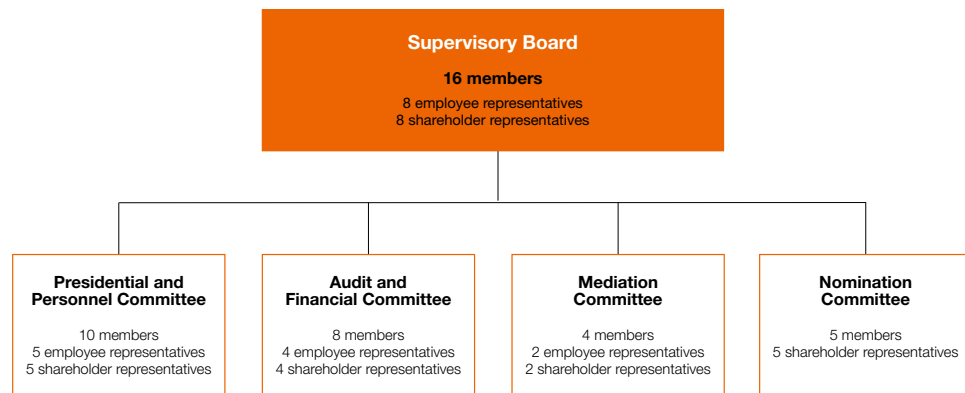 Supervisory Board
16 members
8 employee representatives
8 shareholder representatives
Presidential and
Personnel Committee
10 members
5 employee representatives
5 shareholder representatives
Audit and
Financial Committee
8 members
4 employee representatives
4 shareholder representatives
Mediation
Committee
4 members
2 employee representatives
2 shareholder representatives
Nomination
Committee
5 members
5 shareholder representatives